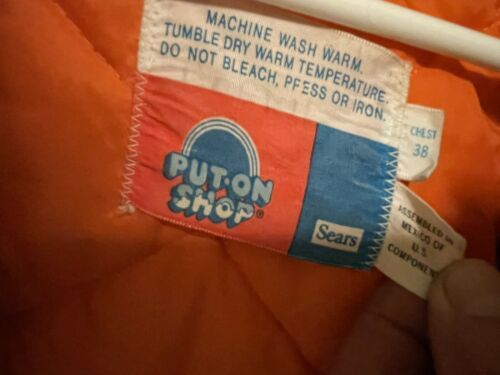 MACHINE WASH WARM.
TUMBLE DRY WARM TEMPERATURE.
DO NOT BLEACH, PRESS OR IRON.
PUT-ON
SHOP®
Sears
CHEST
38
ASSEMBLED IN
MEXICO OF
U.S.
COMPONENT